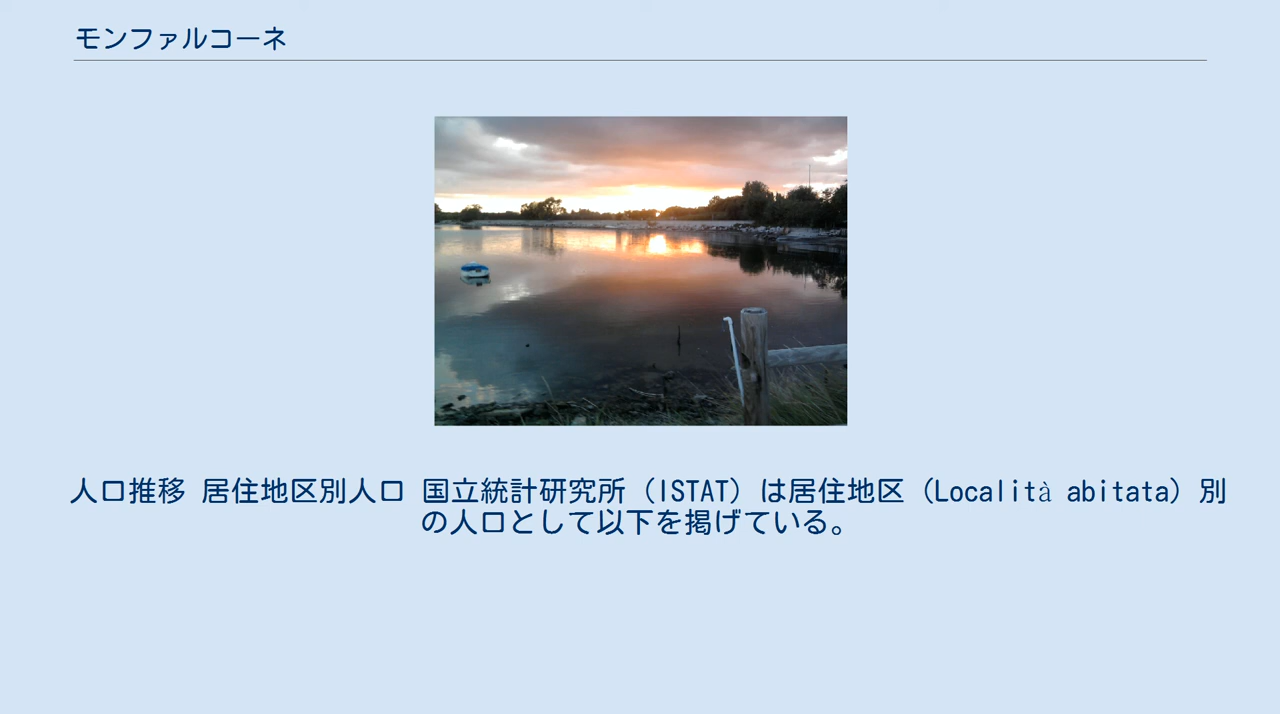 モンファルコーネ
人口推移 居住地区別人口 国立統計研究所（ISTAT）は居住地区（Località abitata）別
の人口として以下を掲げている。